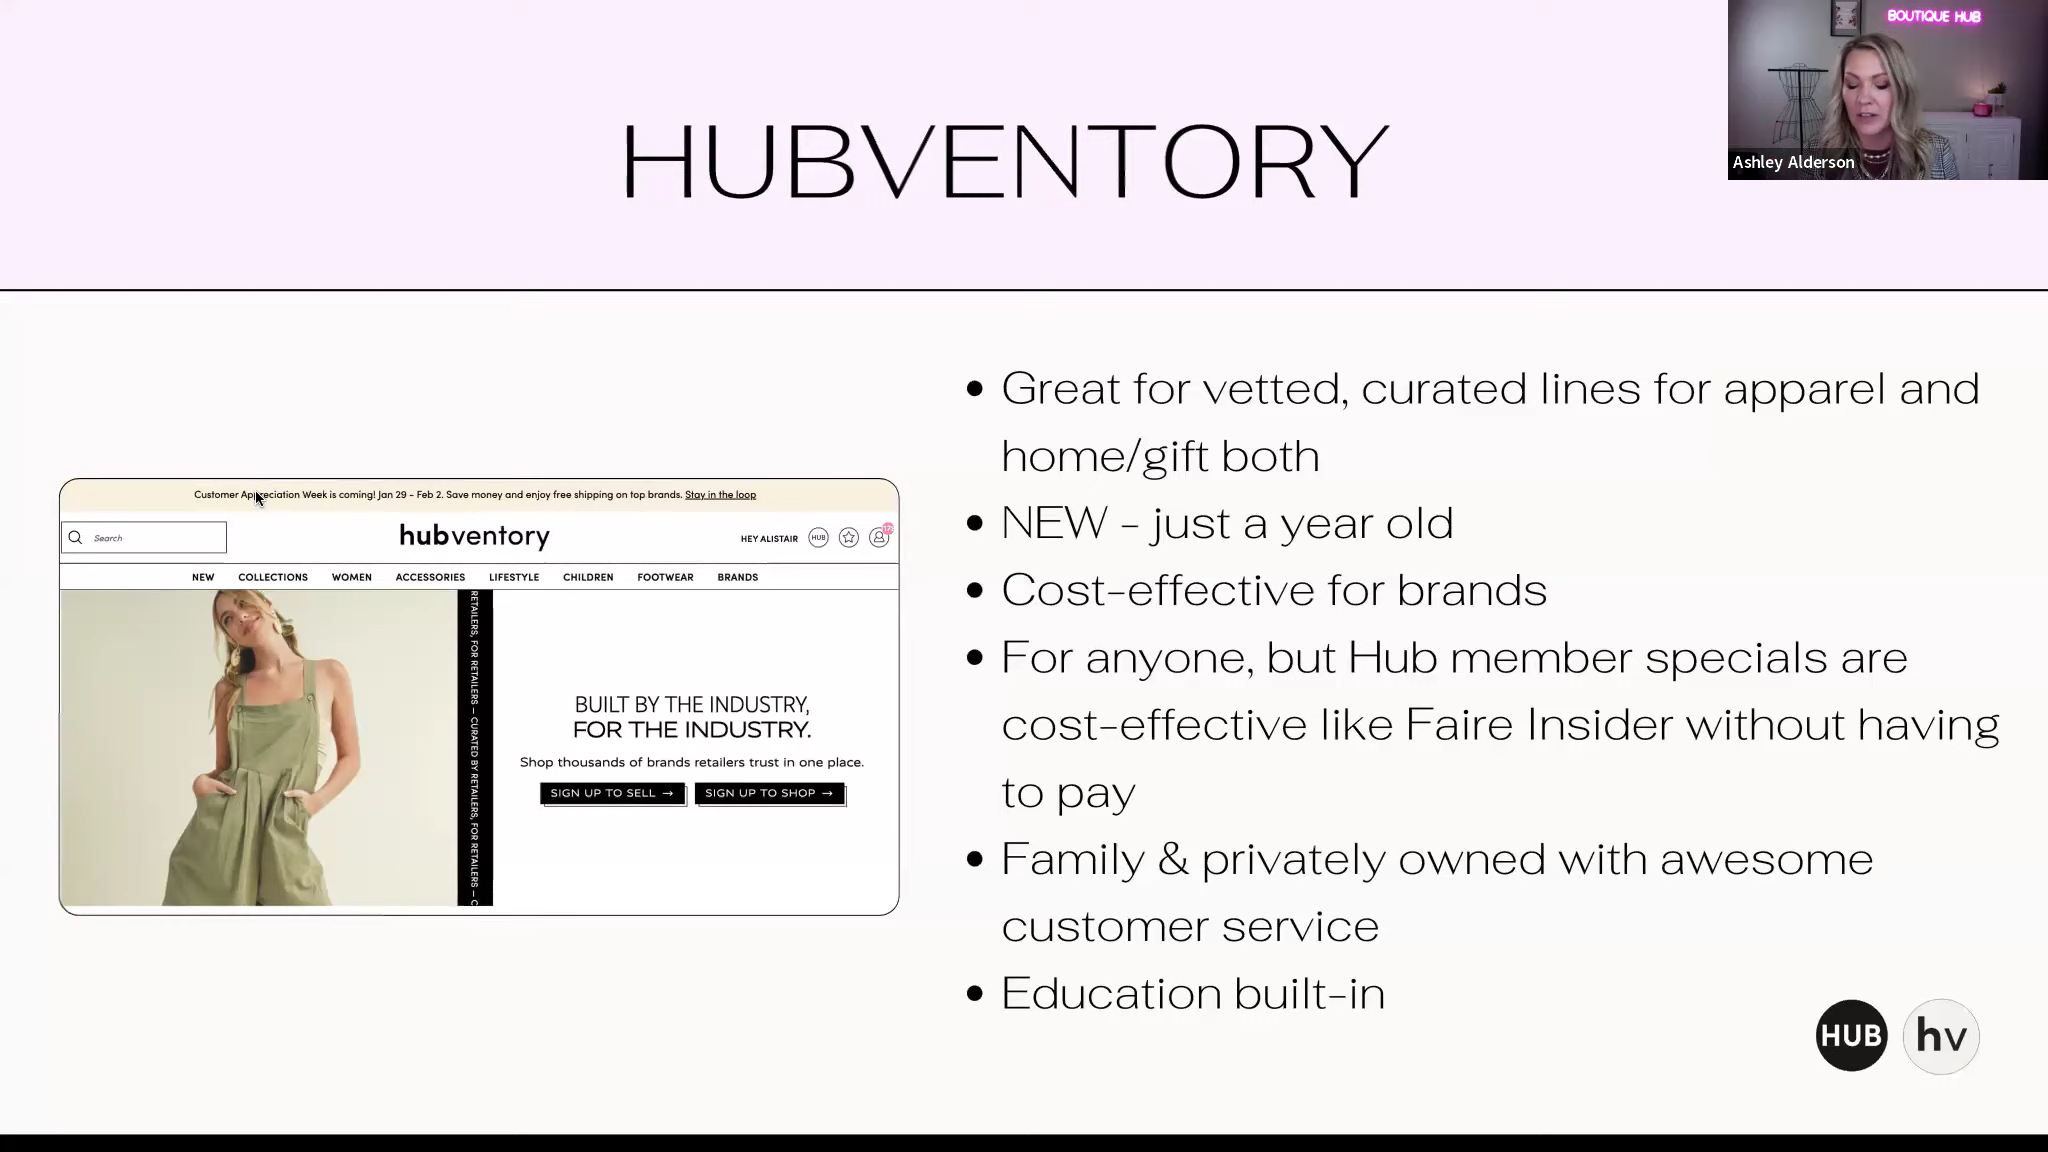 BOUTIQUE HUB
Ashley Alderson
HUBVENTORY
Customer Appreciation Week is coming! Jan 29 - Feb 2. Save money and enjoy free shipping on top brands. Stay in the loop
Search
hubventory
HEY ALISTAIR
HUB
NEW COLLECTIONS WOMEN ACCESSORIES LIFESTYLE CHILDREN FOOTWEAR BRANDS
RETAILERS, FOR RETAILERS — CURATED BY RETAILERS, FOR RETAILERS — C
BUILT BY THE INDUSTRY,
FOR THE INDUSTRY.
Shop thousands of brands retailers trust in one place.
SIGN UP TO SELL →
SIGN UP TO SHOP →
• Great for vetted, curated lines for apparel and
home/gift both
• NEW - just a year old
• Cost-effective for brands
• For anyone, but Hub member specials are
cost-effective like Faire Insider without having
to pay
• Family & privately owned with awesome
customer service
• Education built-in
HUB
hv